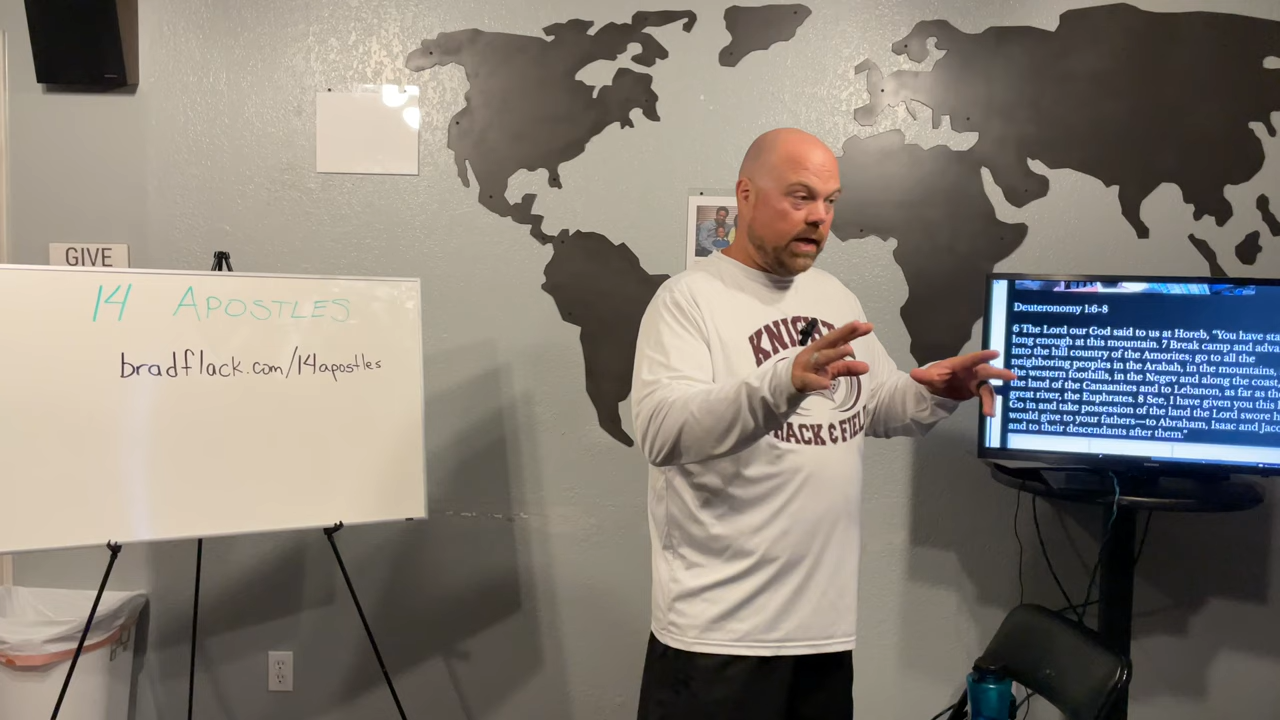 GIVE
14 APOSTLES
bradflack.com/14apostles
KNIGH
TRACK & FIEL
Deuteronomy 1:6-8
6 The Lord our God said to us at Horeb, “You have sta
long enough at this mountain. 7 Break camp and adva
into the hill country of the Amorites; go to all the
neighboring peoples in the Arabah, in the mountains,
the western foothills, in the Negev and along the coast,
the land of the Canaanites and to Lebanon, as far as the
great river, the Euphrates. 8 See, I have given you this l
Go in and take possession of the land the Lord swore h
would give to your fathers—to Abraham, Isaac and Jaco
and to their descendants after them.”